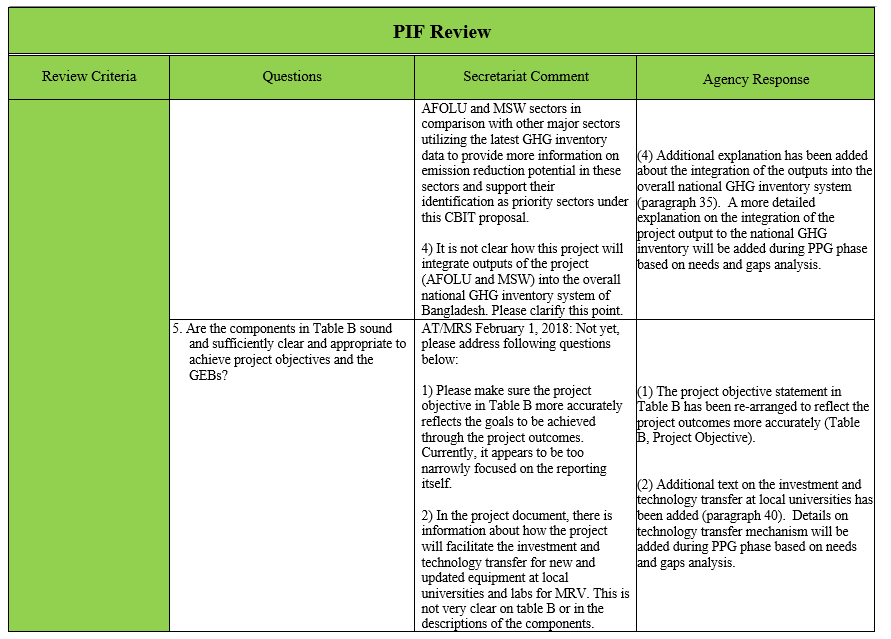 PIF Review
Review Criteria
Questions
Secretariat Comment
Agency Response
AFOLU and MSW sectors in
comparison with other major sectors
utilizing the latest GHG inventory
data to provide more information on
emission reduction potential in these
sectors and support their
identification as priority sectors under
this CBIT proposal.
4) It is not clear how this project will
integrate outputs of the project
(AFOLU and MSW) into the overall
national GHG inventory system of
Bangladesh. Please clarify this point.
(4) Additional explanation has been added
about the integration of the outputs into the
overall national GHG inventory system
(paragraph 35). A more detailed
explanation on the integration of the
project output to the national GHG
inventory will be added during PPG phase
based on needs and gaps analysis.
5. Are the components in Table B sound
and sufficiently clear and appropriate to
achieve project objectives and the
GEBs?
AT/MRS February 1, 2018: Not yet,
please address following questions
below:
1) Please make sure the project
objective in Table B more accurately
reflects the goals to be achieved
through the project outcomes.
Currently, it appears to be too
narrowly focused on the reporting
itself.
2) In the project document, there is
information about how the project
will facilitate the investment and
technology transfer for new and
updated equipment at local
universities and labs for MRV. This is
not very clear on table B or in the
descriptions of the components.
(1) The project objective statement in
Table B has been re-arranged to reflect the
project outcomes more accurately (Table
B, Project Objective).
(2) Additional text on the investment and
technology transfer at local universities has
been added (paragraph 40). Details on
technology transfer mechanism will be
added during PPG phase based on needs
and gaps analysis.